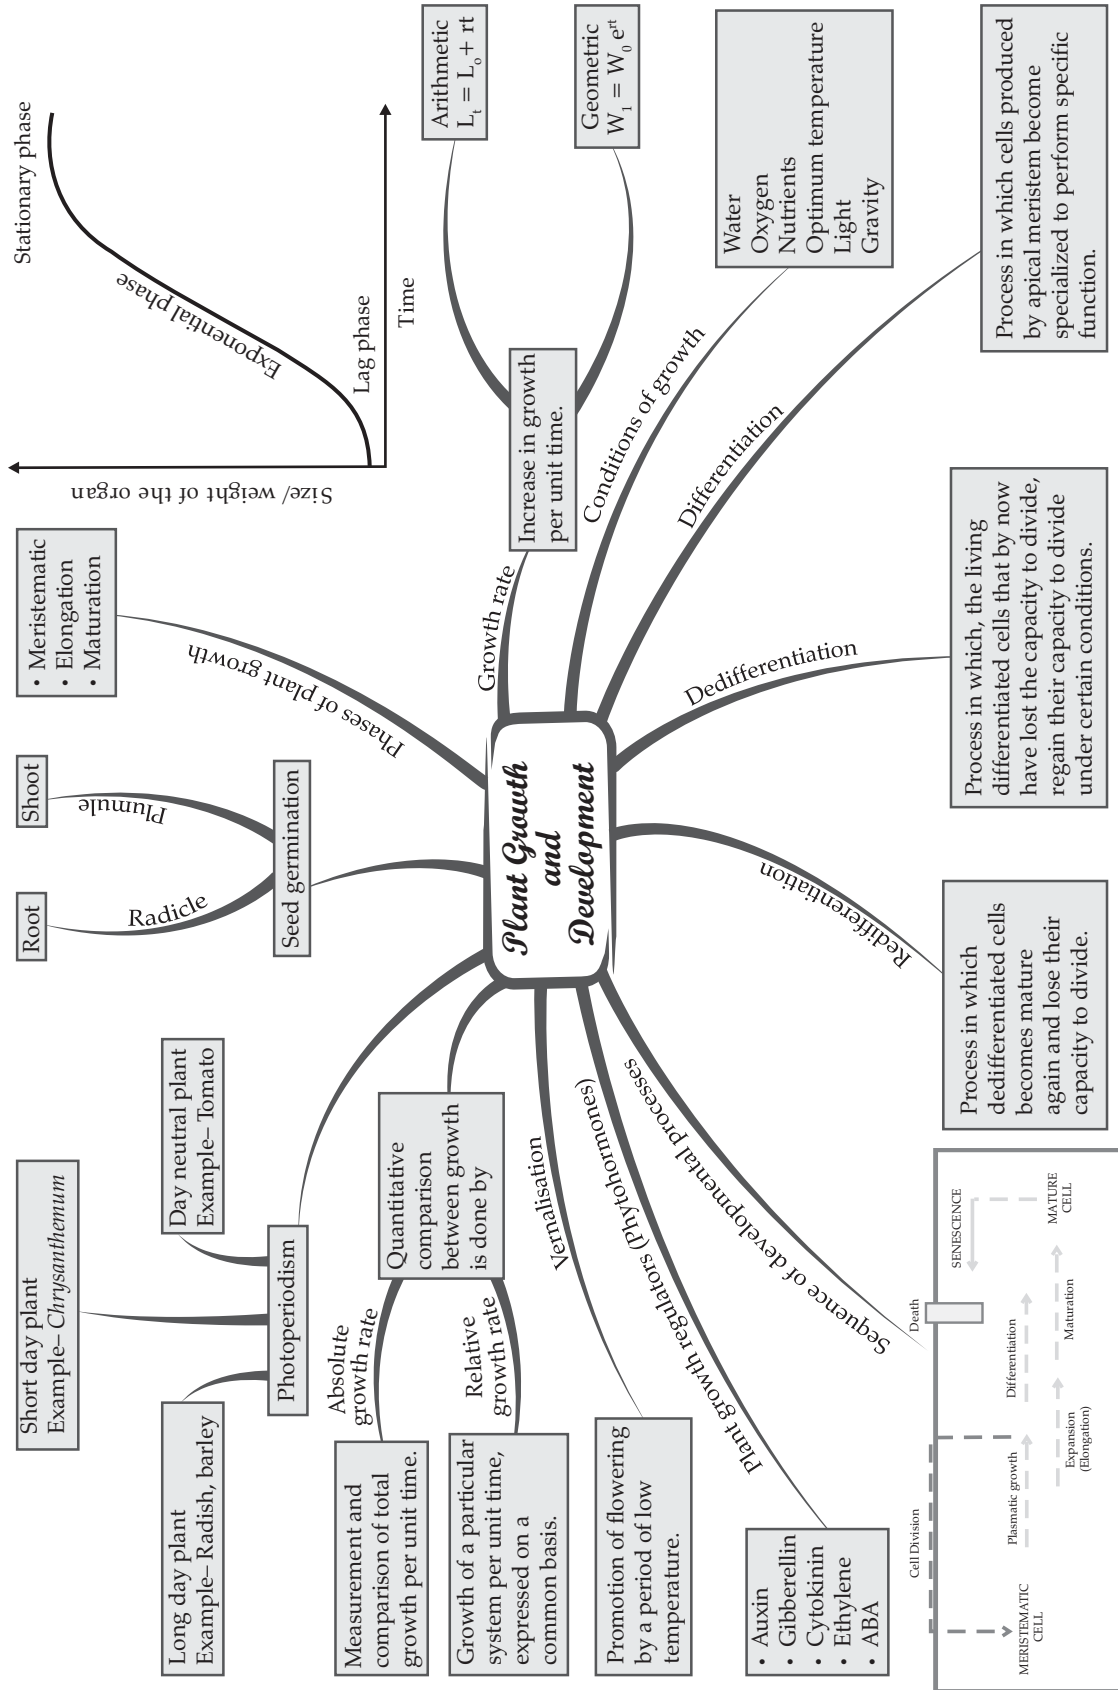 Plant Growth
and
Development
Long day plant
Example– Radish, barley
Short day plant
Example– Chrysanthemum
Day neutral plant
Example– Tomato
Photoperiodism
Root
Radicle
Shoot
Plumule
Seed germination
• Meristematic
• Elongation
• Maturation
Phases of plant growth
Size/weight of the organ
Stationary phase
Exponential phase
Lag phase
Time
Growth rate
Increase in growth
per unit time.
Arithmetic
Lt = Lo+ rt
Geometric
W1 = W0 e^rt
Conditions of growth
Water
Oxygen
Nutrients
Optimum temperature
Light
Gravity
Differentiation
Process in which cells produced
by apical meristem become
specialized to perform specific
function.
Dedifferentiation
Process in which, the living
differentiated cells that by now
have lost the capacity to divide,
regain their capacity to divide
under certain conditions.
Redifferentiation
Process in which
dedifferentiated cells
becomes mature
again and lose their
capacity to divide.
Quantitative
comparison
between growth
is done by
Absolute
growth rate
Measurement and
comparison of total
growth per unit time.
Relative
growth rate
Growth of a particular
system per unit time,
expressed on a
common basis.
Vernalisation
Promotion of flowering
by a period of low
temperature.
Plant growth regulators (Phytohormones)
• Auxin
• Gibberellin
• Cytokinin
• Ethylene
• ABA
Sequence of developmental processes
Cell Division
Death
SENESCENCE
MERISTEMATIC
CELL
Plasmatic growth
Differentiation
Expansion
(Elongation)
Maturation
MATURE
CELL